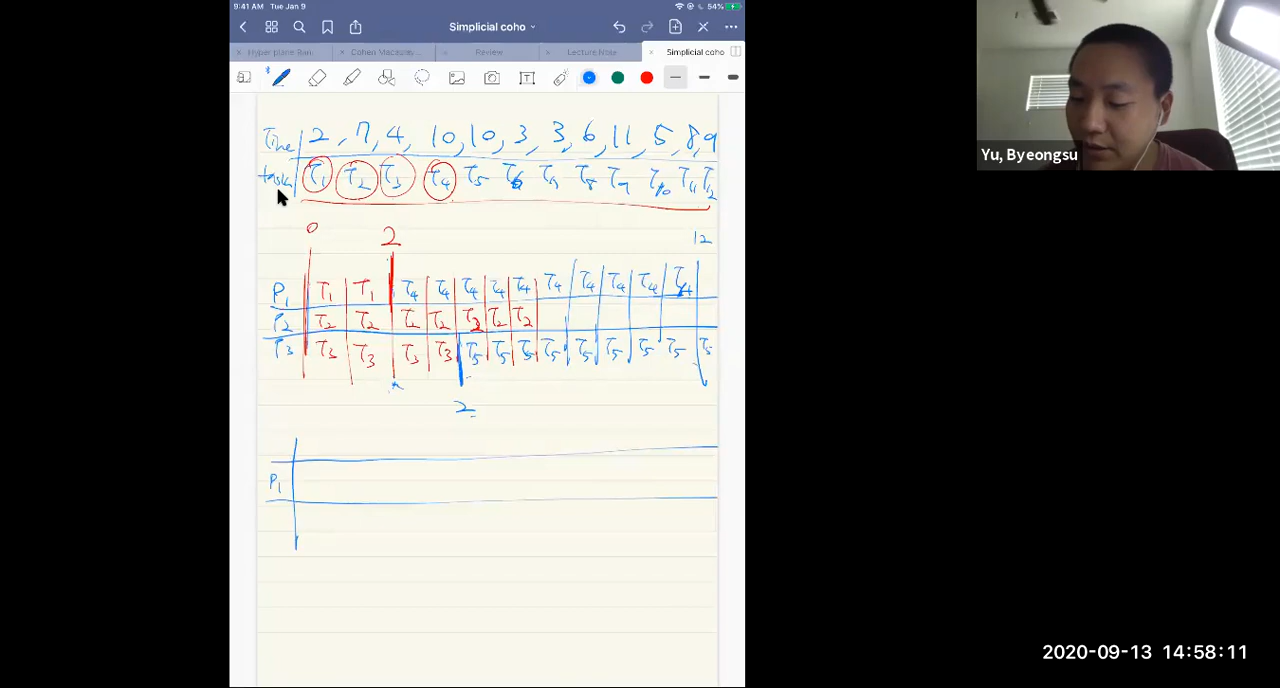 9:41 AM Tue Jan 9
54%
Simplicial coho
Hyper plane Ran
Cohen Macauray
Review
Lecture Note
Simplicial coho
Time 2, 7, 4, 10, 10, 3, 3, 6, 11, 5, 8, 9
task T1 T2 T3 T4 T5 T6 T7 T8 T9 T10 T11 T12
0 2 12
P1 T1 T1 T4 T4 T4 T4 T4 T4 T4 T4 T4 T4
P2 T2 T2 T2 T2 T2 T2 T2
P3 T3 T3 T3 T3 T5 T5 T5 T5 T5 T5 T5 T5
2
P1
Yu, Byeongsu
2020-09-13 14:58:11